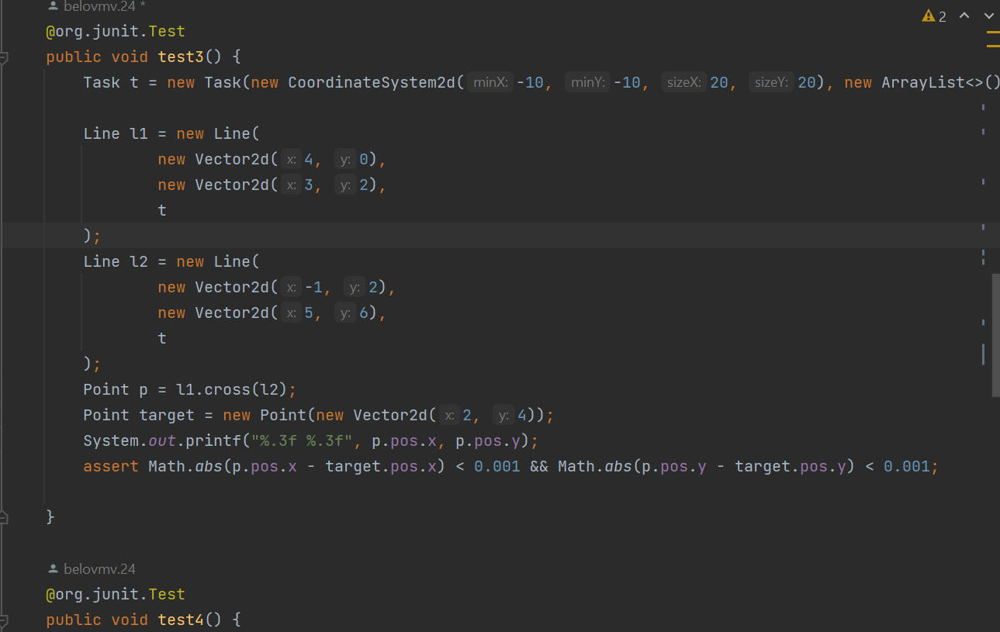 belovmv.24 *
2
@org.junit.Test
public void test3() {
Task t = new Task(new CoordinateSystem2d( minX: -10, minY: -10, sizeX: 20, sizeY: 20), new ArrayList<>()
Line l1 = new Line(
new Vector2d( x: 4, y: 0),
new Vector2d( x: 3, y: 2),
t
);
Line l2 = new Line(
new Vector2d( x: -1, y: 2),
new Vector2d( x: 5, y: 6),
t
);
Point p = l1.cross(l2);
Point target = new Point(new Vector2d( x: 2, y: 4));
System.out.printf("%.3f %.3f", p.pos.x, p.pos.y);
assert Math.abs(p.pos.x - target.pos.x) < 0.001 && Math.abs(p.pos.y - target.pos.y) < 0.001;
}
belovmv.24
@org.junit.Test
public void test4() {